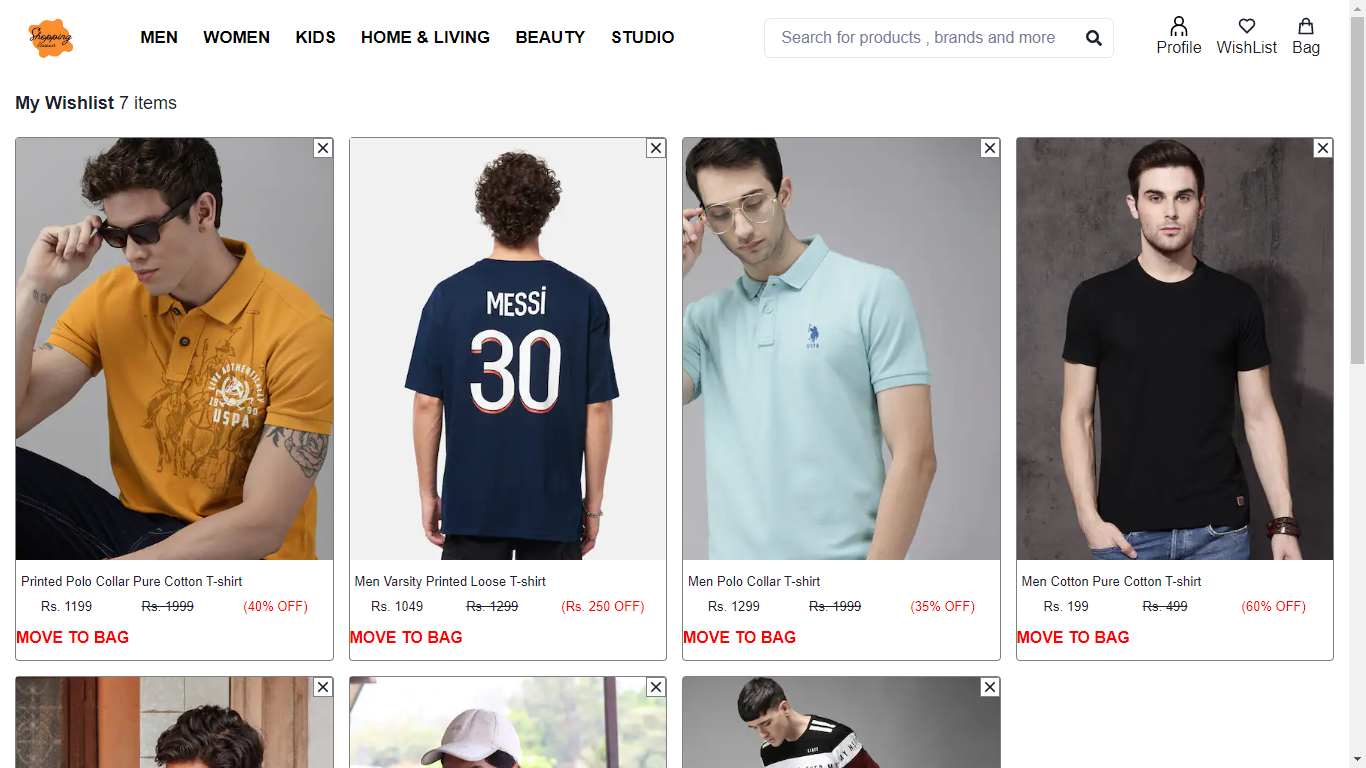 Shopping
MEN WOMEN KIDS HOME & LIVING BEAUTY STUDIO
Search for products , brands and more
Profile WishList Bag
My Wishlist 7 items
LIVE AUTHENTICALLY
18 90
USPA
MESSi
30
USPA
Printed Polo Collar Pure Cotton T-shirt
Rs. 1199 Rs. 1999 (40% OFF)
MOVE TO BAG
Men Varsity Printed Loose T-shirt
Rs. 1049 Rs. 1299 (Rs. 250 OFF)
MOVE TO BAG
Men Polo Collar T-shirt
Rs. 1299 Rs. 1999 (35% OFF)
MOVE TO BAG
Men Cotton Pure Cotton T-shirt
Rs. 199 Rs. 499 (60% OFF)
MOVE TO BAG